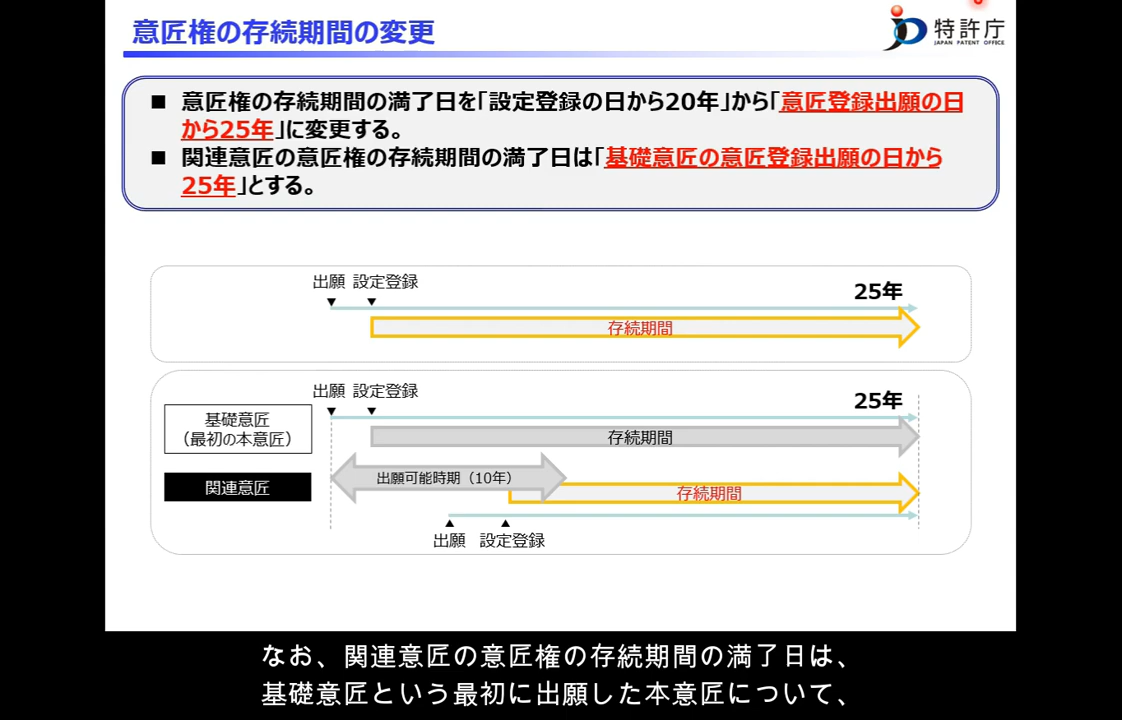 意匠権の存続期間の変更
特許庁
JAPAN PATENT OFFICE
■ 意匠権の存続期間の満了日を「設定登録の日から20年」から「意匠登録出願の日
から25年」に変更する。
■ 関連意匠の意匠権の存続期間の満了日は「基礎意匠の意匠登録出願の日から
25年」とする。
出願 設定登録
25年
存続期間
出願 設定登録
25年
基礎意匠
（最初の本意匠）
存続期間
出願可能時期（10年）
関連意匠
存続期間
出願 設定登録
なお、関連意匠の意匠権の存続期間の満了日は、
基礎意匠という最初に出願した本意匠について、